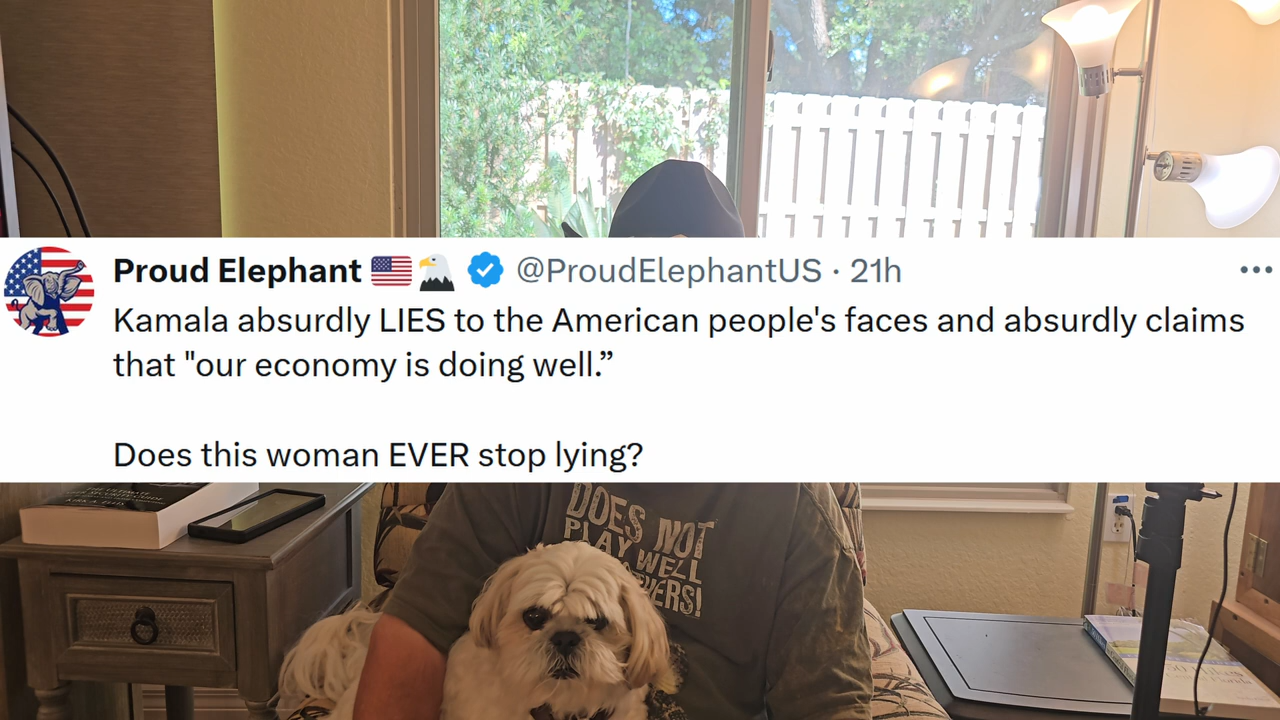 Proud Elephant 🇺🇸🦅 @ProudElephantUS · 21h
Kamala absurdly LIES to the American people's faces and absurdly claims
that "our economy is doing well.”
Does this woman EVER stop lying?
DOES NOT
PLAY WELL